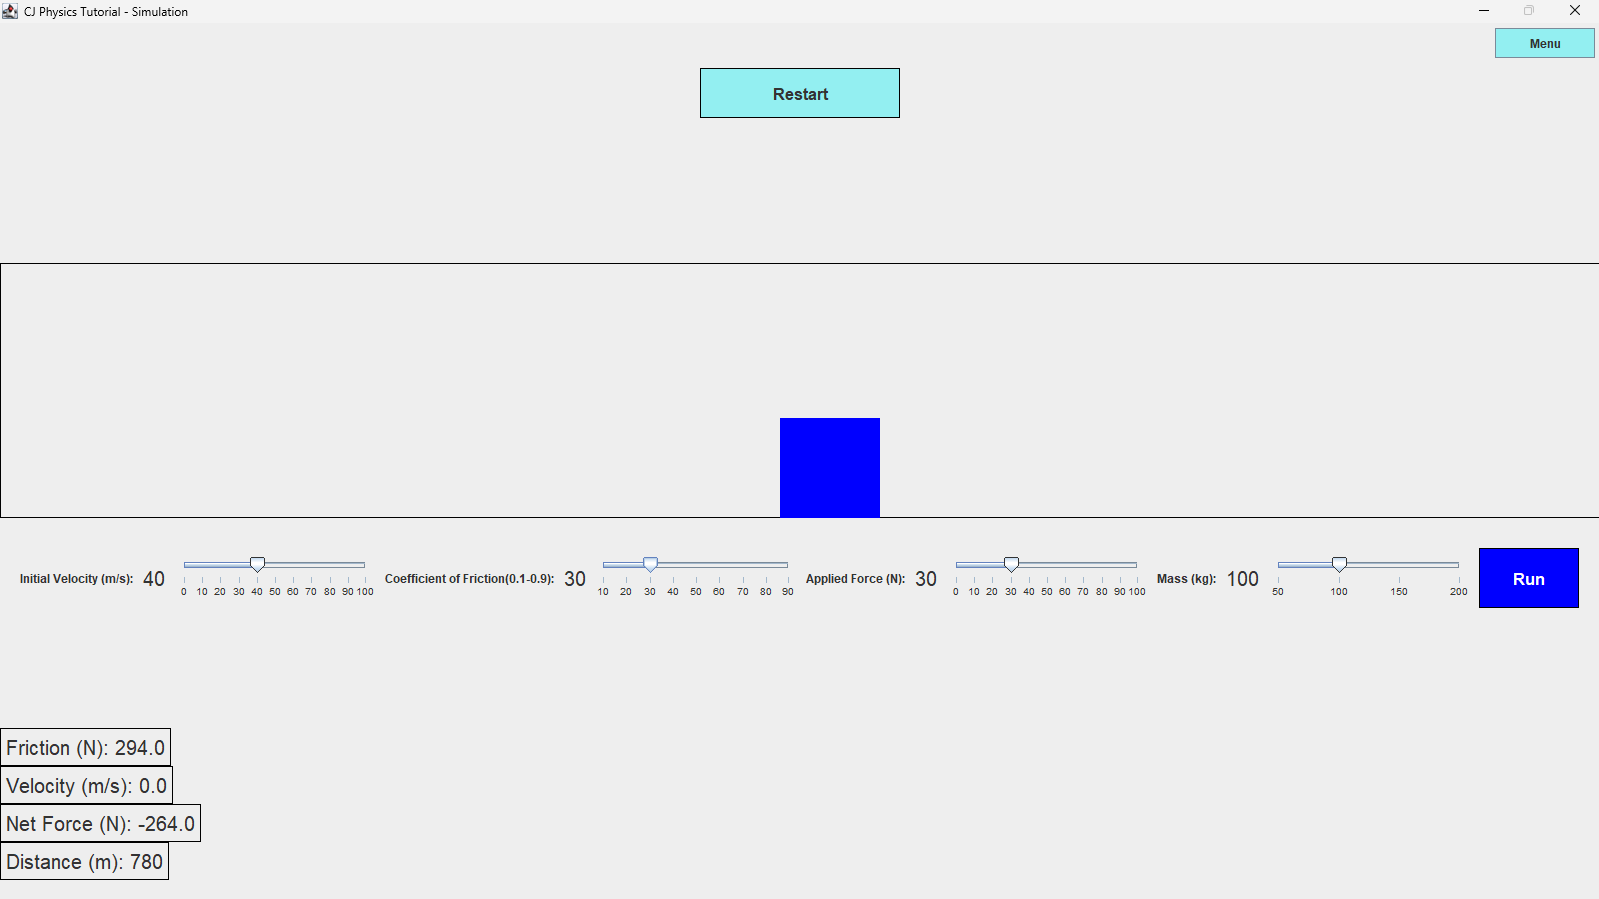 CJ Physics Tutorial - Simulation
Menu
Restart
Initial Velocity (m/s): 40
0 10 20 30 40 50 60 70 80 90 100
Coefficient of Friction(0.1-0.9): 30
10 20 30 40 50 60 70 80 90
Applied Force (N): 30
0 10 20 30 40 50 60 70 80 90 100
Mass (kg): 100
50 100 150 200
Run
Friction (N): 294.0
Velocity (m/s): 0.0
Net Force (N): -264.0
Distance (m): 780